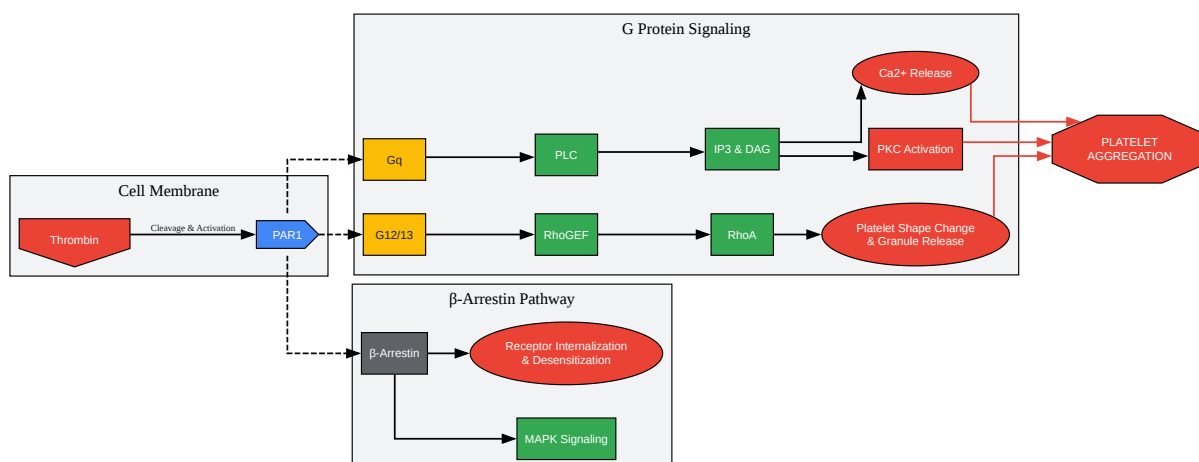 G Protein Signaling
Ca2+ Release
Gq
PLC
IP3 & DAG
PKC Activation
PLATELET
AGGREGATION
Cell Membrane
Thrombin
Cleavage & Activation
PAR1
G12/13
RhoGEF
RhoA
Platelet Shape Change
& Granule Release
β-Arrestin Pathway
β-Arrestin
Receptor Internalization
& Desensitization
MAPK Signaling